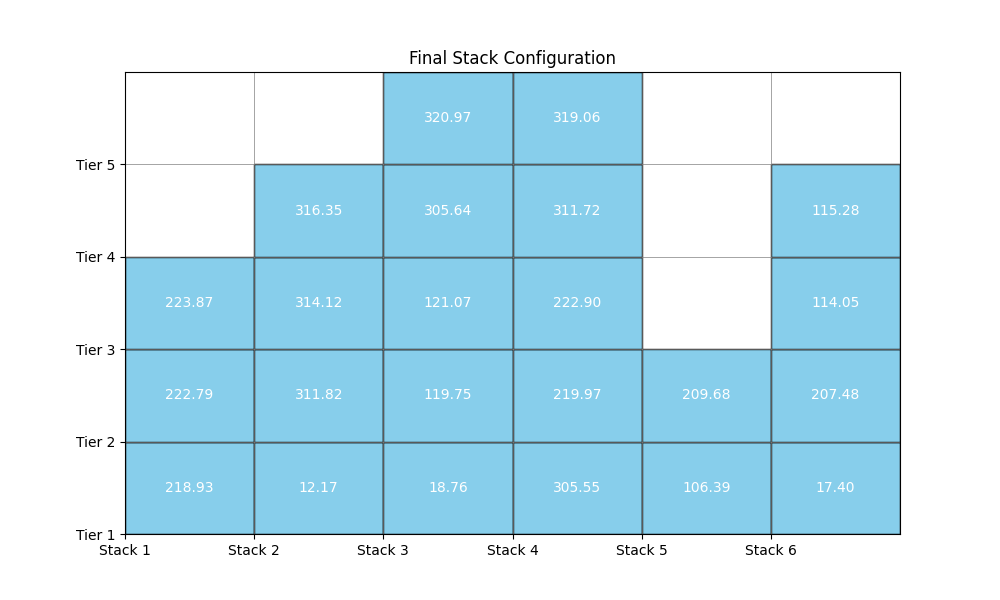 Final Stack Configuration
320.97 319.06
Tier 5
316.35 305.64 311.72 115.28
Tier 4
223.87 314.12 121.07 222.90 114.05
Tier 3
222.79 311.82 119.75 219.97 209.68 207.48
Tier 2
218.93 12.17 18.76 305.55 106.39 17.40
Tier 1
Stack 1 Stack 2 Stack 3 Stack 4 Stack 5 Stack 6